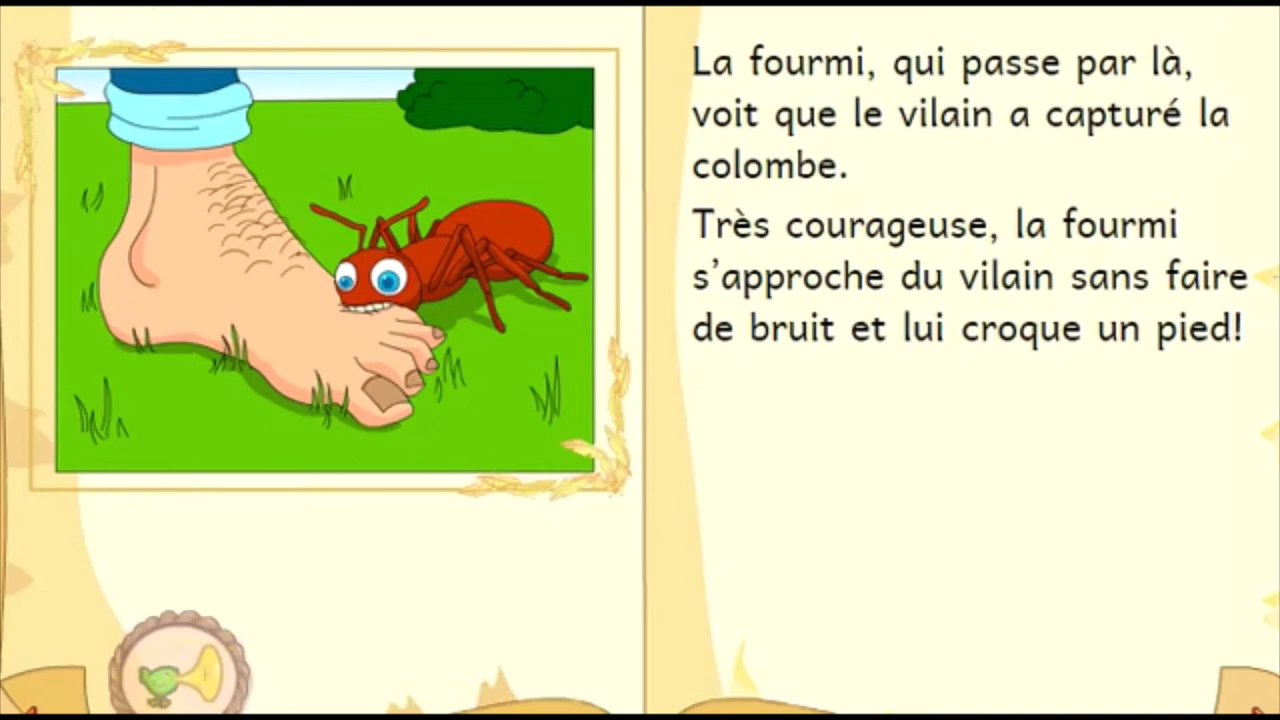 La fourmi, qui passe par là,
voit que le vilain a capturé la
colombe.
Très courageuse, la fourmi
s’approche du vilain sans faire
de bruit et lui croque un pied!